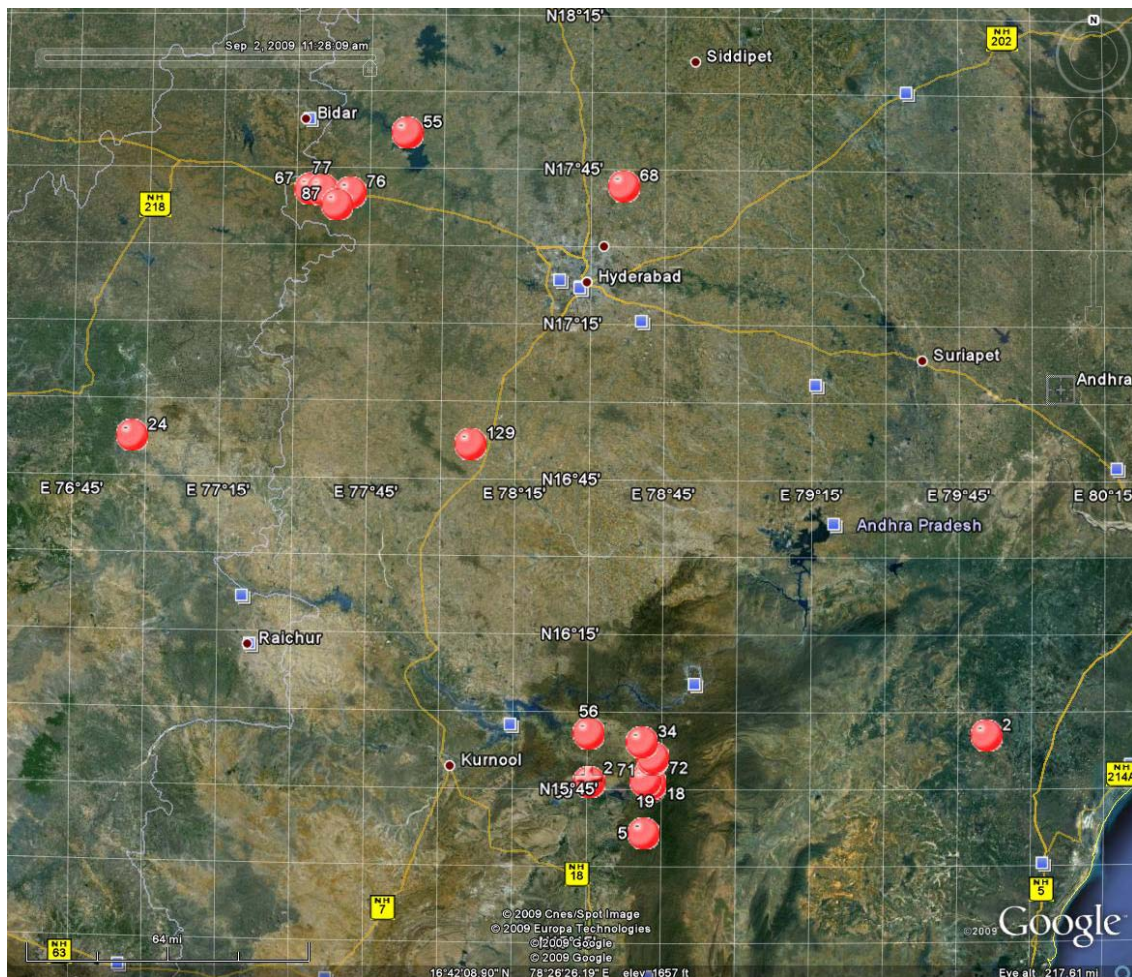 N18°15'
NH
202
Sep 2, 2009 11:28:09 am
N
Siddipet
Bidar
55
N17°45'
67
77
76
68
87
NH
218
Hyderabad
N17°15'
Suriapet
Andhra
24
129
N16°45'
E 76°45'
E 77°15'
E 77°45'
E 78°15'
E 78°45'
E 79°15'
E 79°45'
E 80°15'
Andhra Pradesh
N16°15'
Raichur
56
34
2
Kurnool
2
71
72
N15°45'
19
18
NH
214A
5
NH
18
NH
5
NH
7
© 2009 Cnes/Spot Image
© 2009 Europa Technologies
© 2009 Google
© 2009 Google
©2009 Google
NH
63
64 mi
16°42'08.90" N 78°26'26.19" E elev 1657 ft
Eye alt 217.61 mi